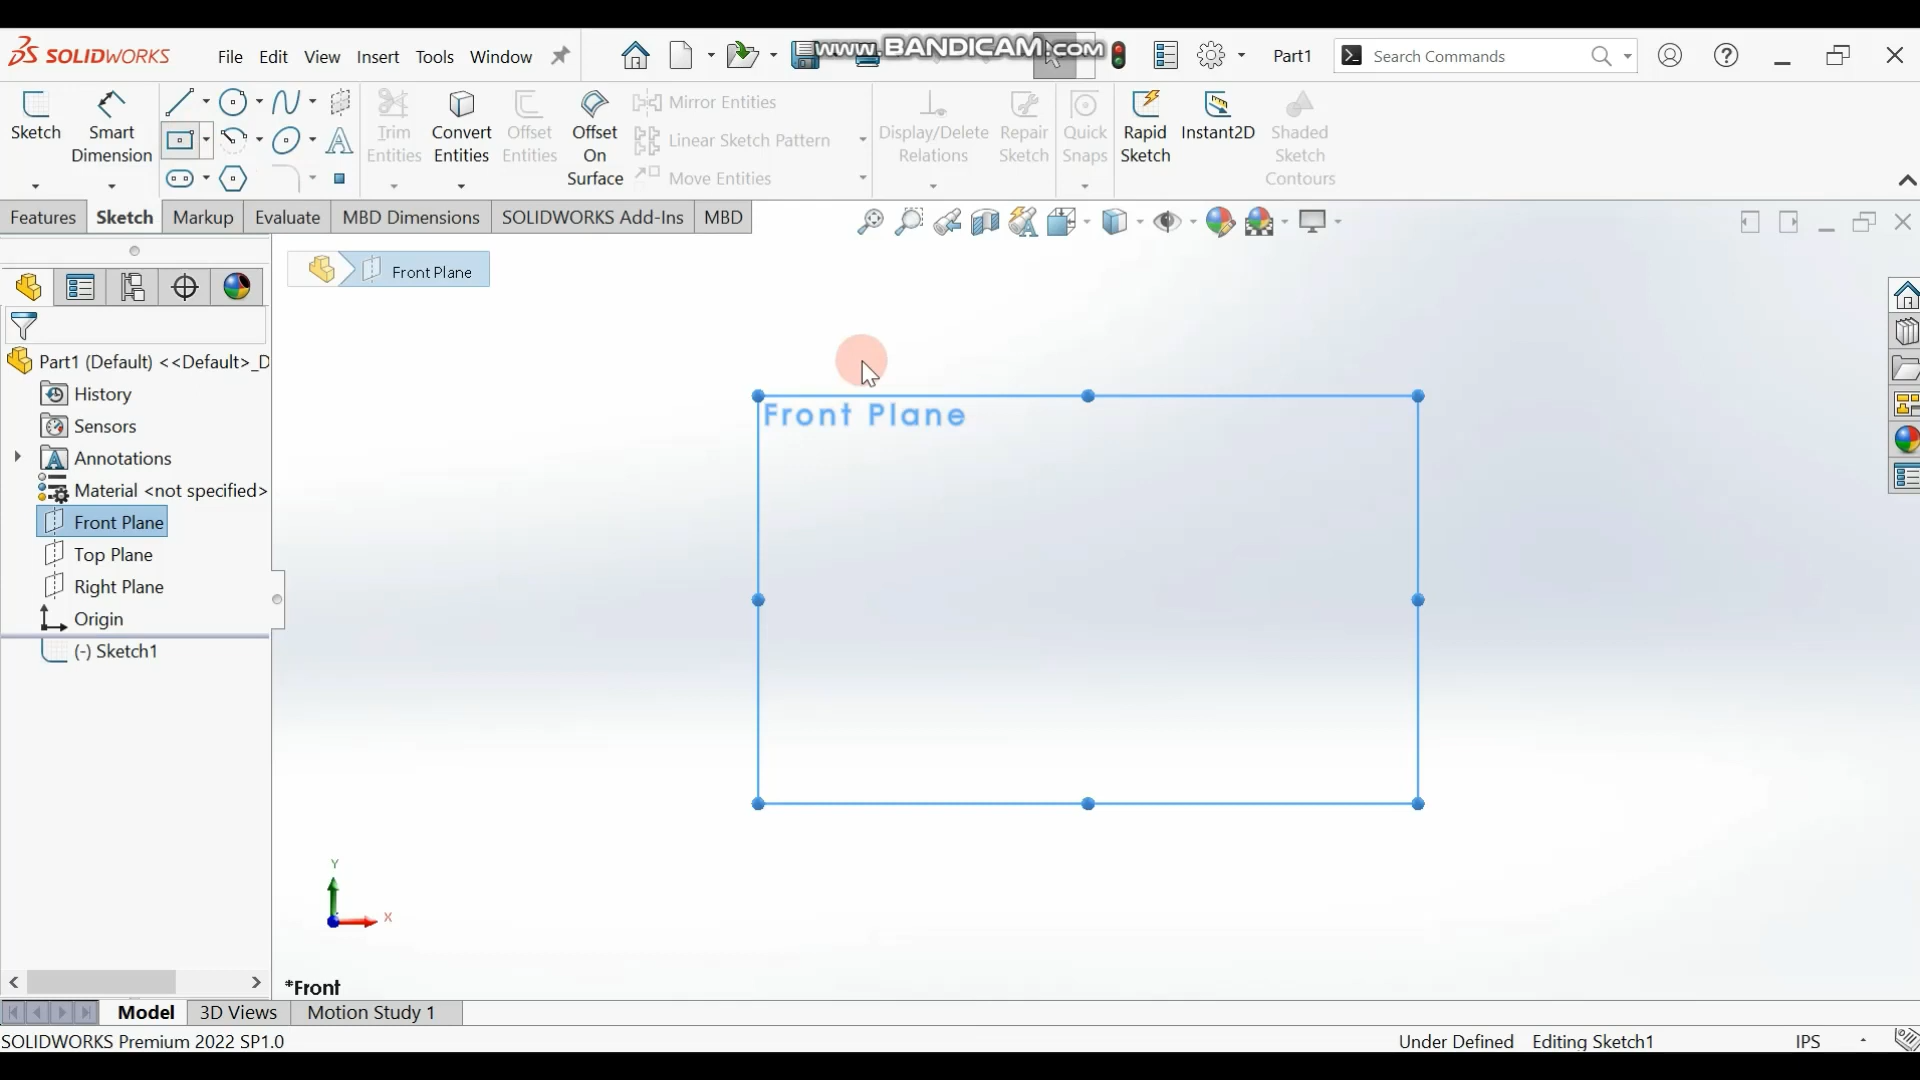 SOLIDWORKS File Edit View Insert Tools Window www.BANDICAM.COM Part1 Search Commands
Sketch Smart Dimension Trim Entities Convert Entities Offset Entities Offset On Surface Mirror Entities Linear Sketch Pattern Move Entities Display/Delete Relations Repair Sketch Quick Snaps Rapid Sketch Instant2D Shaded Sketch Contours
Features Sketch Markup Evaluate MBD Dimensions SOLIDWORKS Add-Ins MBD
Front Plane
Part1 (Default) <<Default>_D
History
Sensors
Annotations
Material <not specified>
Front Plane
Top Plane
Right Plane
Origin
(-) Sketch1
Front Plane
Y
X
*Front
Model 3D Views Motion Study 1
SOLIDWORKS Premium 2022 SP1.0 Under Defined Editing Sketch1 IPS